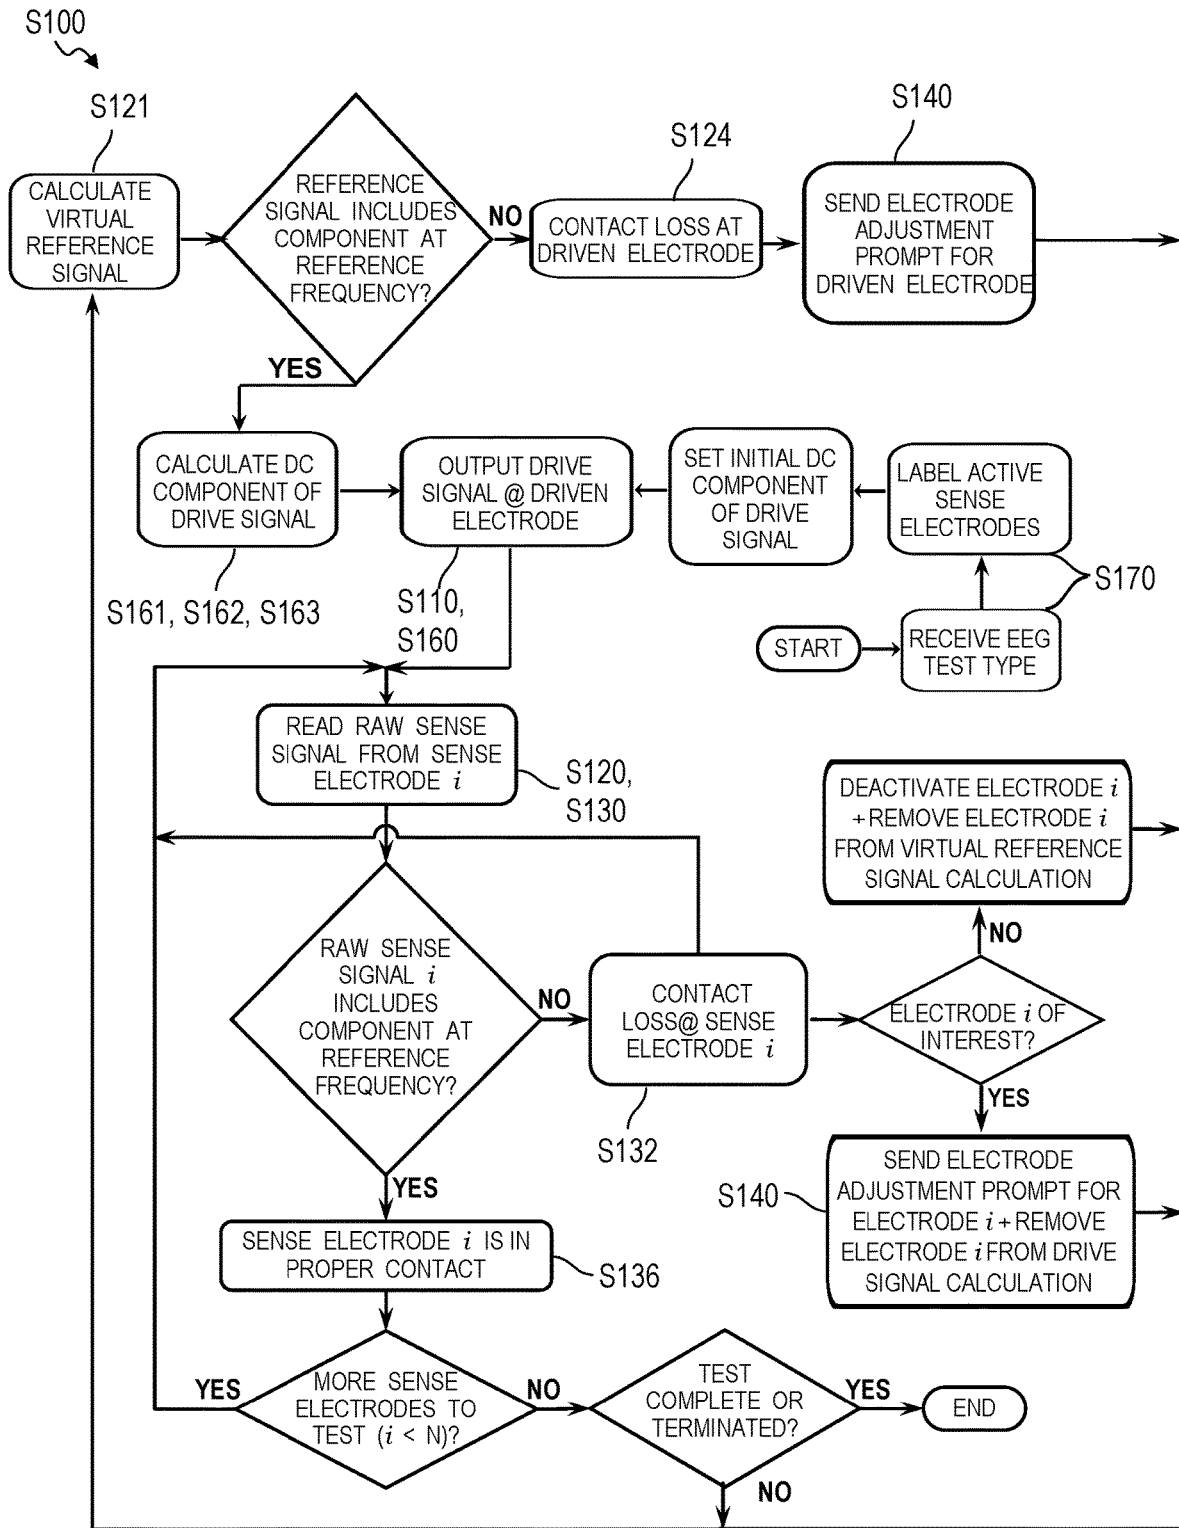 S100
S121
CALCULATE
VIRTUAL
REFERENCE
SIGNAL
REFERENCE
SIGNAL INCLUDES
COMPONENT AT
REFERENCE
FREQUENCY?
NO
YES
S124
CONTACT LOSS AT
DRIVEN ELECTRODE
S140
SEND ELECTRODE
ADJUSTMENT
PROMPT FOR
DRIVEN ELECTRODE
CALCULATE DC
COMPONENT OF
DRIVE SIGNAL
S161, S162, S163
OUTPUT DRIVE
SIGNAL @ DRIVEN
ELECTRODE
S110,
S160
SET INITIAL DC
COMPONENT
OF DRIVE
SIGNAL
LABEL ACTIVE
SENSE
ELECTRODES
S170
START
RECEIVE EEG
TEST TYPE
READ RAW SENSE
SIGNAL FROM SENSE
ELECTRODE i
S120,
S130
RAW SENSE
SIGNAL i
INCLUDES
COMPONENT AT
REFERENCE
FREQUENCY?
NO
YES
CONTACT
LOSS@ SENSE
ELECTRODE i
S132
DEACTIVATE ELECTRODE i
+REMOVE ELECTRODE i
FROM VIRTUAL REFERENCE
SIGNAL CALCULATION
NO
ELECTRODE i OF
INTEREST?
YES
S140
SEND ELECTRODE
ADJUSTMENT PROMPT FOR
ELECTRODE i +REMOVE
ELECTRODE i FROM DRIVE
SIGNAL CALCULATION
SENSE ELECTRODE i IS IN
PROPER CONTACT
S136
YES
MORE SENSE
ELECTRODES TO
TEST (i < N)?
NO
TEST
COMPLETE OR
TERMINATED?
YES
END
NO